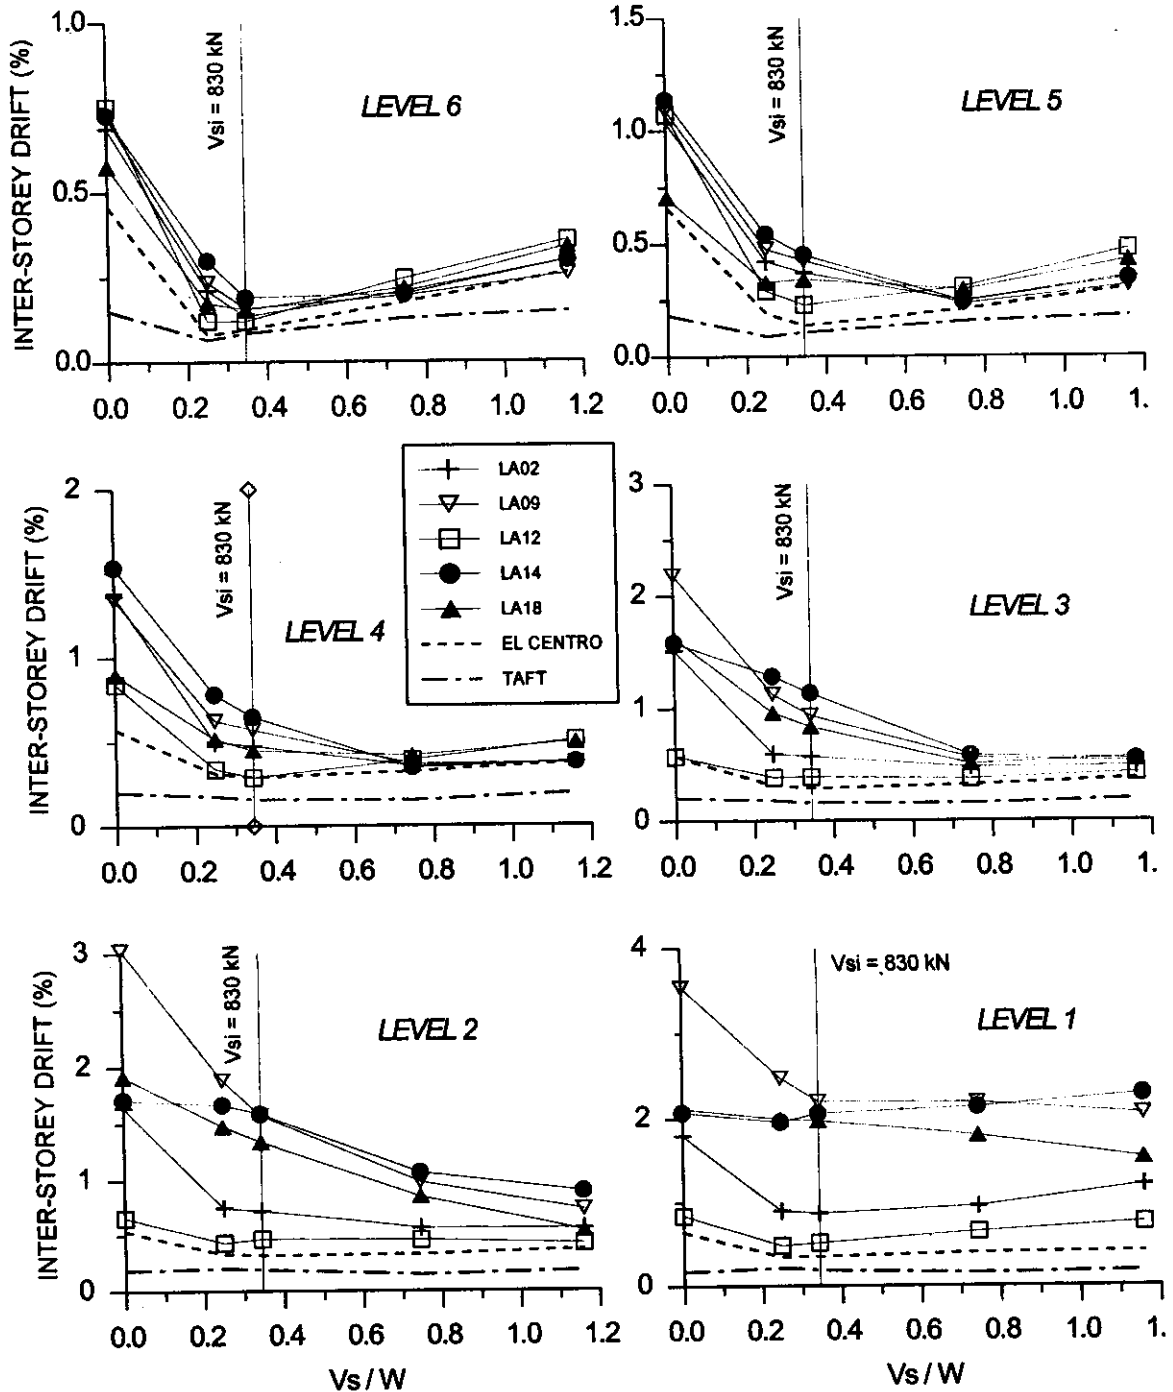 INTER-STOREY DRIFT (%)
1.0
0.5
0.0
Vsi = 830 kN
LEVEL 6
0.0 0.2 0.4 0.6 0.8 1.0 1.2
1.5
1.0
0.5
0.0
Vsi = 830 kN
LEVEL 5
0.0 0.2 0.4 0.6 0.8 1.0 1.
INTER-STOREY DRIFT (%)
2
1
0
Vsi = 830 kN
LEVEL 4
0.0 0.2 0.4 0.6 0.8 1.0 1.2
LA02
LA09
LA12
LA14
LA18
EL CENTRO
TAFT
3
2
1
0
Vsi = 830 kN
LEVEL 3
0.0 0.2 0.4 0.6 0.8 1.0 1.
INTER-STOREY DRIFT (%)
3
2
1
0
Vsi = 830 kN
LEVEL 2
0.0 0.2 0.4 0.6 0.8 1.0 1.2
Vs / W
4
2
0
Vsi = 830 kN
LEVEL 1
0.0 0.2 0.4 0.6 0.8 1.0 1.
Vs / W